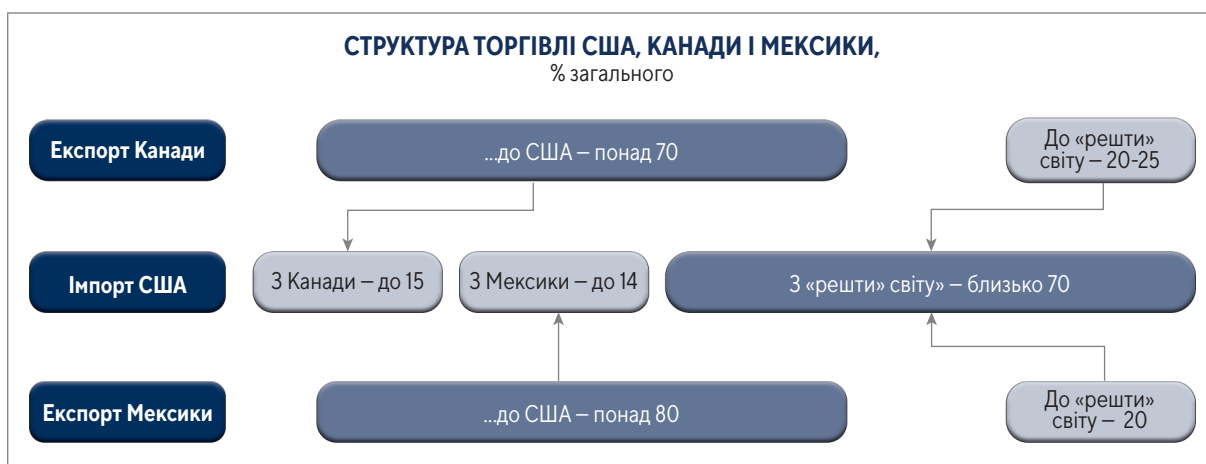 СТРУКТУРА ТОРГІВЛІ США, КАНАДИ І МЕКСИКИ,
% загального
Експорт Канади
...до США – понад 70
До «решти»
світу – 20-25
Імпорт США
З Канади – до 15
З Мексики – до 14
З «решти» світу» – близько 70
Експорт Мексики
...до США – понад 80
До «решти»
світу –  20